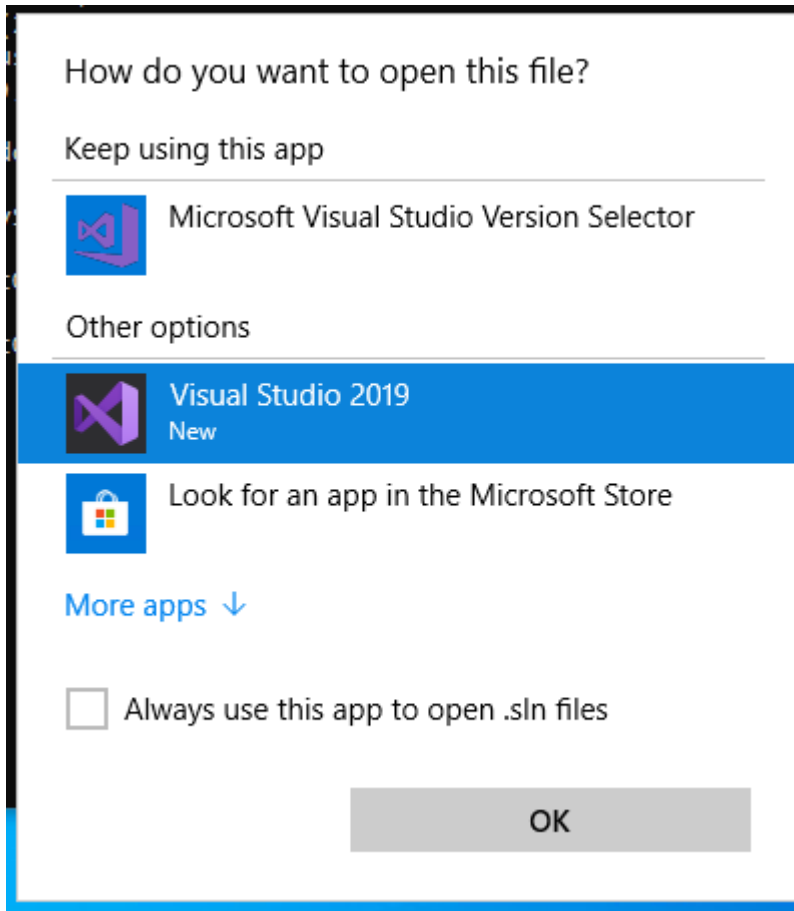 How do you want to open this file?
Keep using this app
Microsoft Visual Studio Version Selector
Other options
Visual Studio 2019
New
Look for an app in the Microsoft Store
More apps ↓
Always use this app to open .sln files
OK